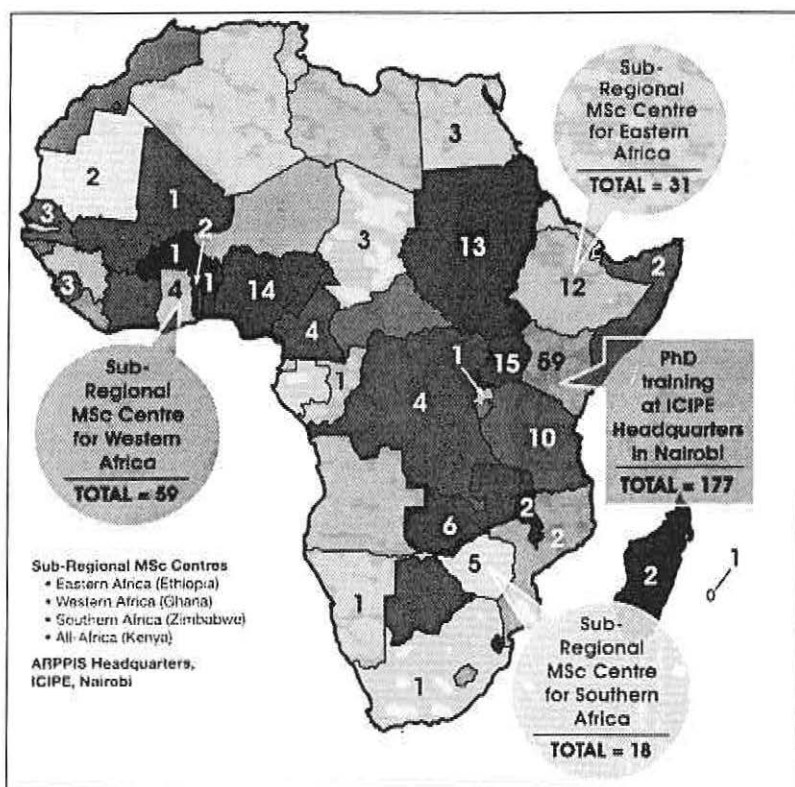 Sub-
Regional
MSc Centre
for Eastern
Africa
TOTAL = 31
3
2
1
3
2
1
3
13
2
12
3
4
1
14
4
1
1
15
59
PhD
training
at ICIPE
Headquarters
in Nairobi
TOTAL = 177
4
10
Sub-
Regional
MSc Centre
for Western
Africa
TOTAL = 59
6
2
2
5
2
1
0
1
1
Sub-Regional MSc Centres
• Eastern Africa (Ethiopia)
• Western Africa (Ghana)
• Southern Africa (Zimbabwe)
• All-Africa (Kenya)
ARPPIS Headquarters,
ICIPE, Nairobi
Sub-
Regional
MSc Centre
for Southern
Africa
TOTAL = 18